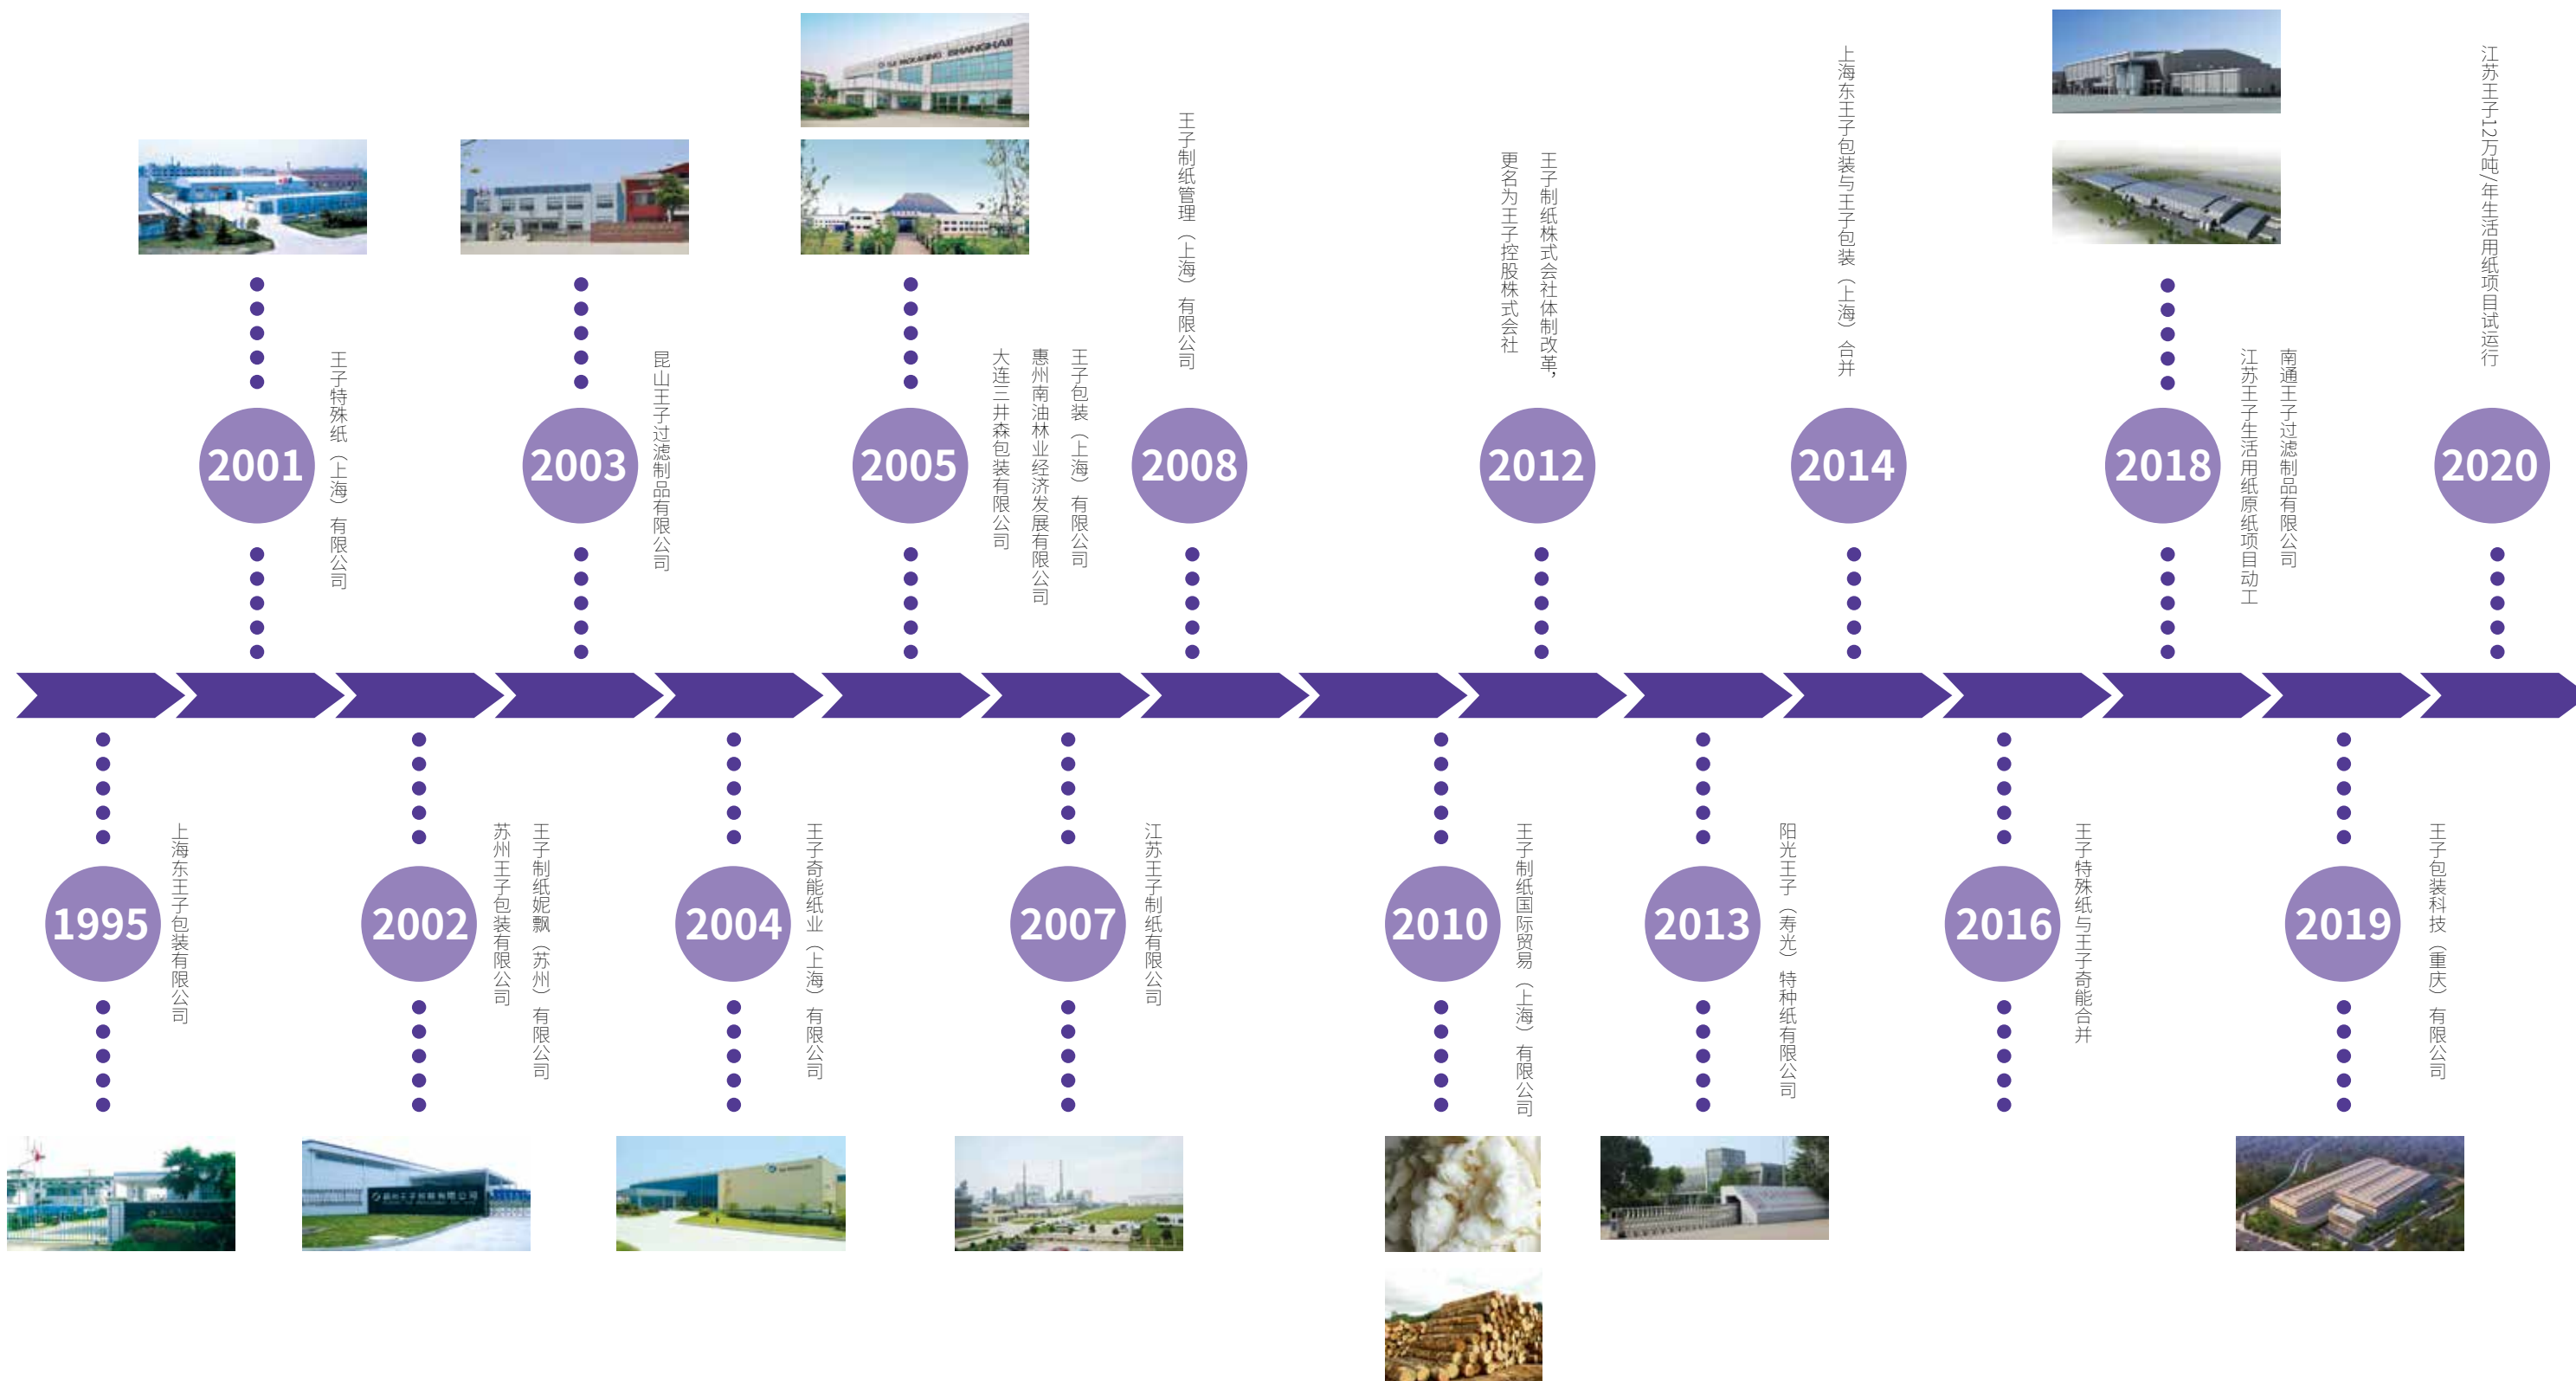 1995
上海东王子包装有限公司
2001
王子特殊纸（上海）有限公司
2002
王子制纸妮飘（苏州）有限公司
苏州王子包装有限公司
2003
昆山王子过滤制品有限公司
2004
王子奇能纸业（上海）有限公司
OJI PACKAGING (SHANGHAI)
2005
王子包装（上海）有限公司
惠州南油林业经济发展有限公司
大连三井森包装有限公司
2007
江苏王子制纸有限公司
2008
王子制纸管理（上海）有限公司
2010
王子制纸国际贸易（上海）有限公司
2012
王子制纸株式会社体制改革，
更名为王子控股株式会社
2013
阳光王子（寿光）特种纸有限公司
2014
上海东王子包装与王子包装（上海）合并
2016
王子特殊纸与王子奇能合并
2018
南通王子过滤制品有限公司
江苏王子生活用纸原纸项目动工
2019
王子包装科技（重庆）有限公司
2020
江苏王子12万吨/年生活用纸项目试运行